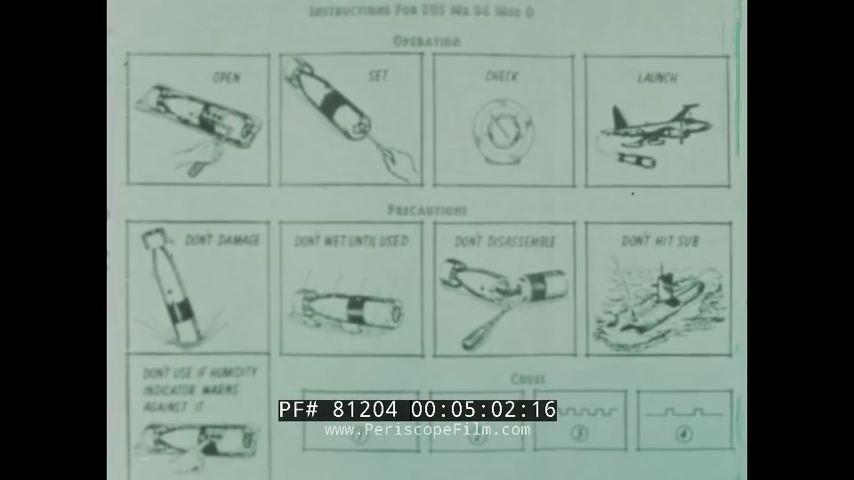 INSTRUCTIONS FOR SUS MK 84 MOD 0
OPERATION
OPEN
SET
CHECK
LAUNCH
PRECAUTIONS
DON'T DAMAGE
DON'T WET UNTIL USED
DON'T DISASSEMBLE
DON'T HIT SUB
DON'T USE IF HUMIDITY
INDICATOR WARNS
AGAINST IT
CODES
3
4
PF# 81204 00:05:02:16
www.PeriscopeFilm.com